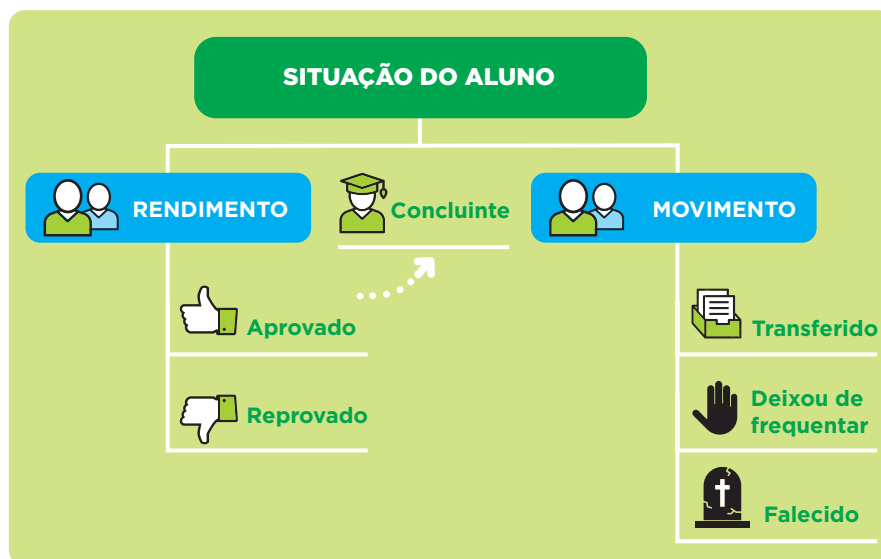 SITUAÇÃO DO ALUNO
RENDIMENTO
Concluinte
MOVIMENTO
Aprovado
Reprovado
Transferido
Deixou de
frequentar
Falecido